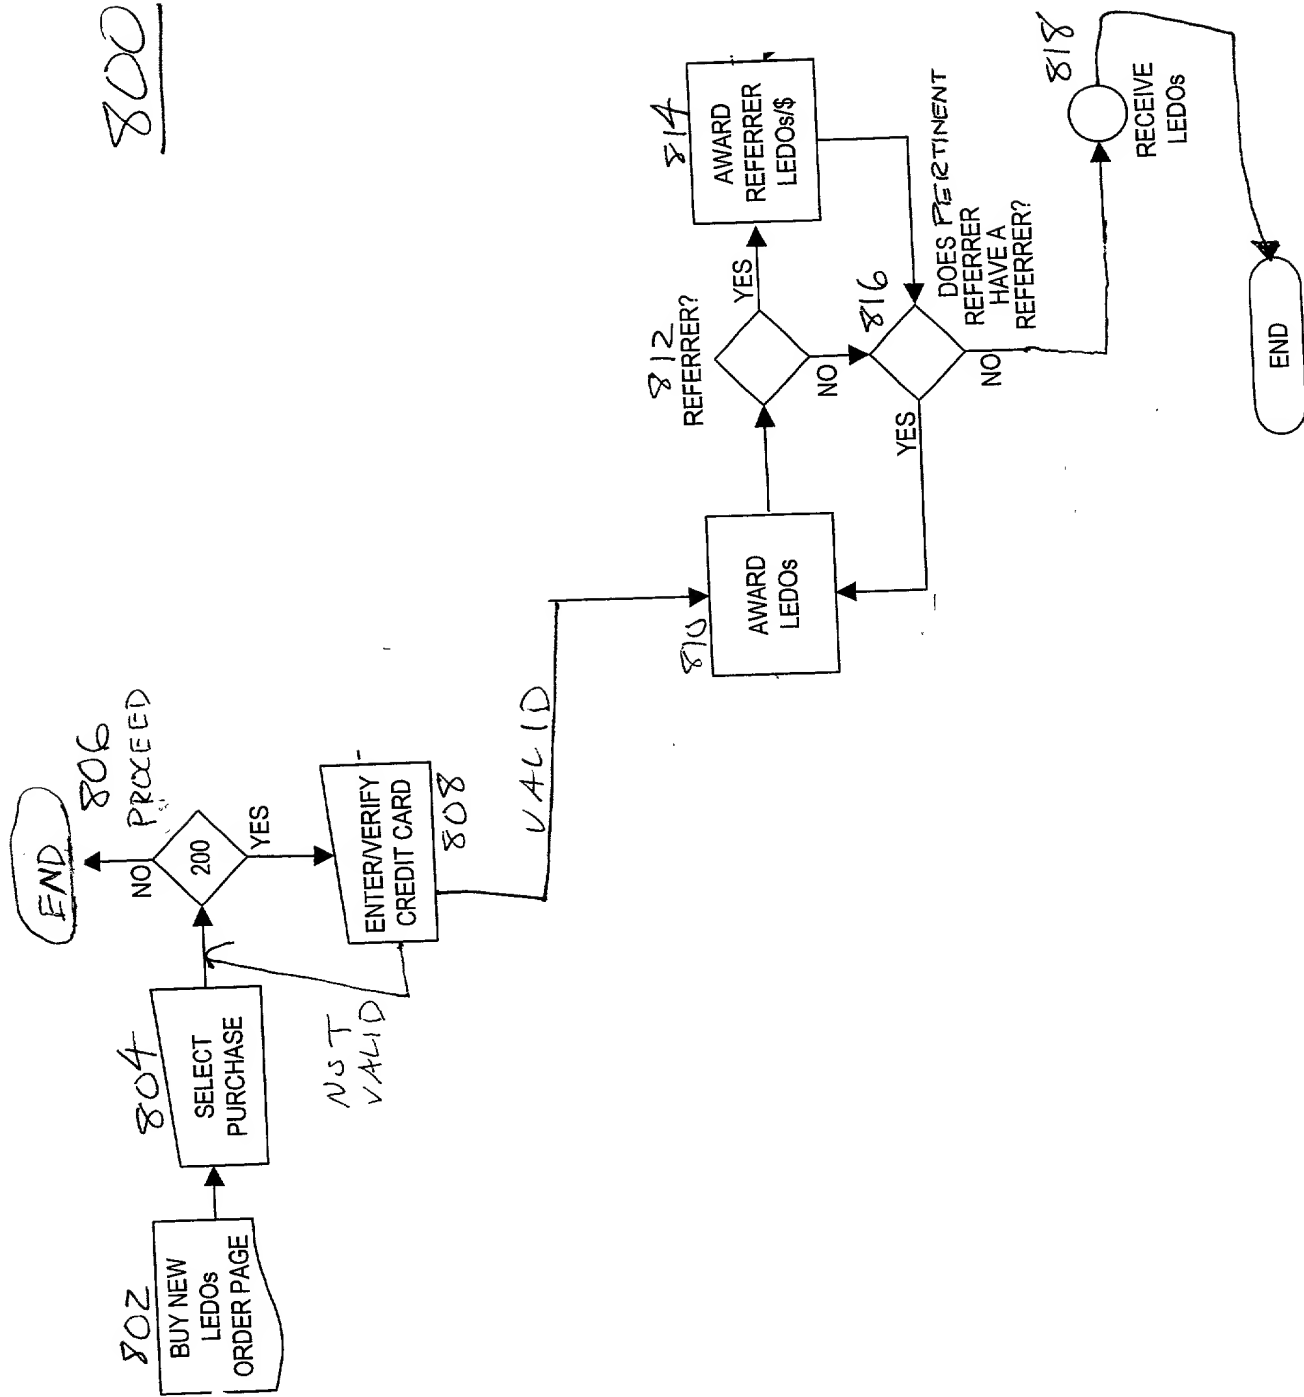 800
802
BUY NEW
LEDOs
ORDER PAGE
804
SELECT
PURCHASE
806
PROCEED
200
NO
END
YES
ENTER/VERIFY
CREDIT CARD
808
NOT
VALID
VALID
810
AWARD
LEDOs
812
REFERRER?
YES
NO
814
AWARD
REFERRER
LEDOs/$
816
DOES PERTINENT
REFERRER
HAVE A
REFERRER?
YES
NO
818
RECEIVE
LEDOs
END